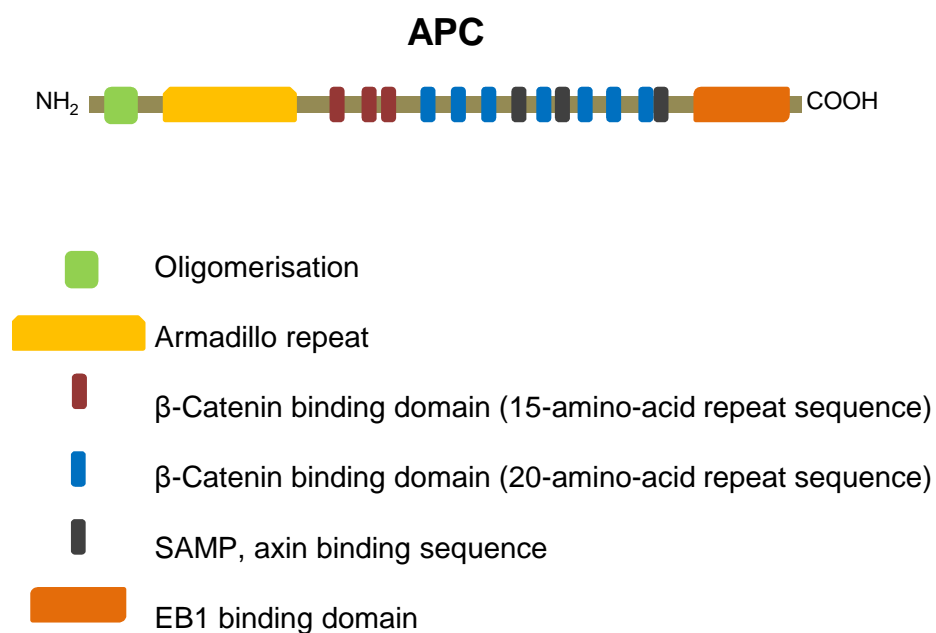 APC
NH2 COOH
Oligomerisation
Armadillo repeat
β-Catenin binding domain (15-amino-acid repeat sequence)
β-Catenin binding domain (20-amino-acid repeat sequence)
SAMP, axin binding sequence
EB1 binding domain